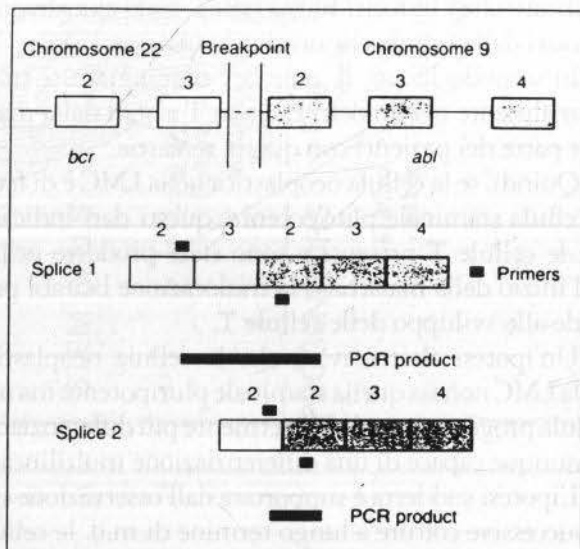 Chromosome 22 Breakpoint Chromosome 9
2 3 2 3 4
bcr abl
2 3 2 3 4
Splice 1 Primers
PCR product
2 2 3 4
Splice 2
PCR product